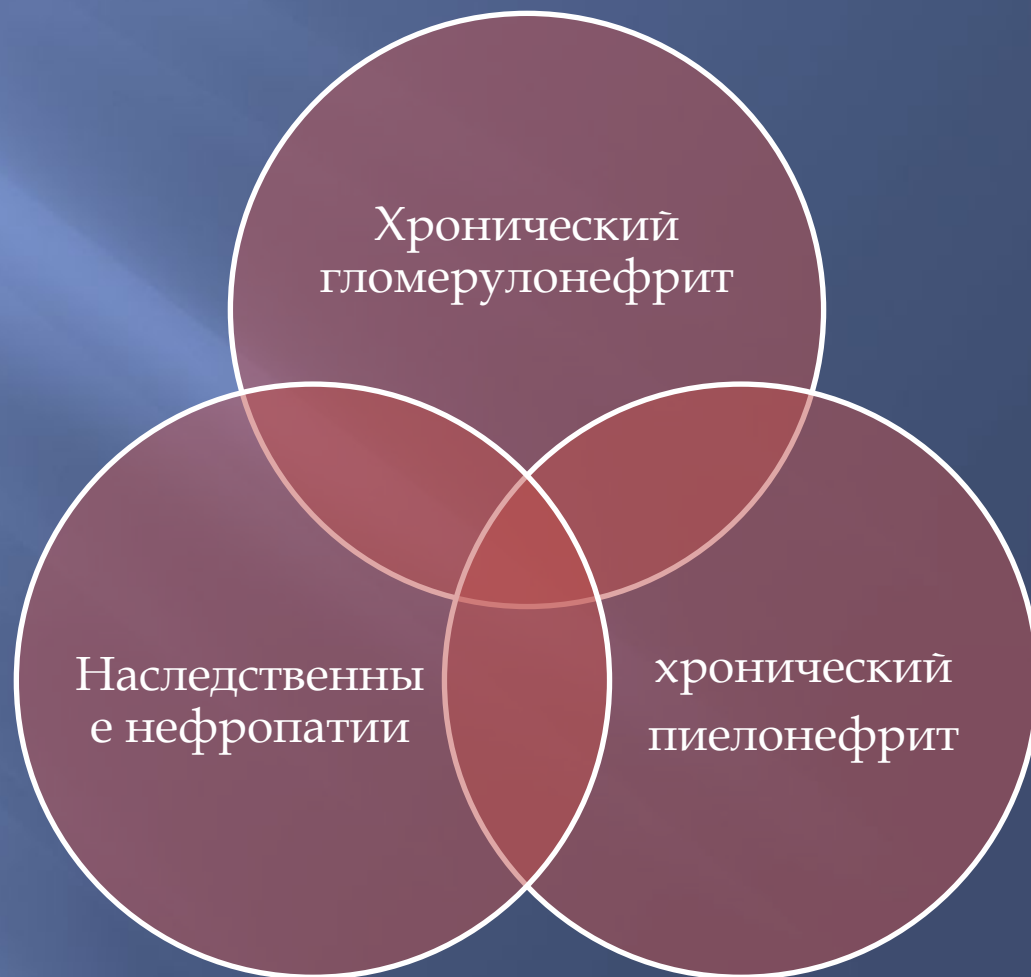 Хронический
гломерулонефрит
Наследственны
е нефропатии
хронический
пиелонефрит